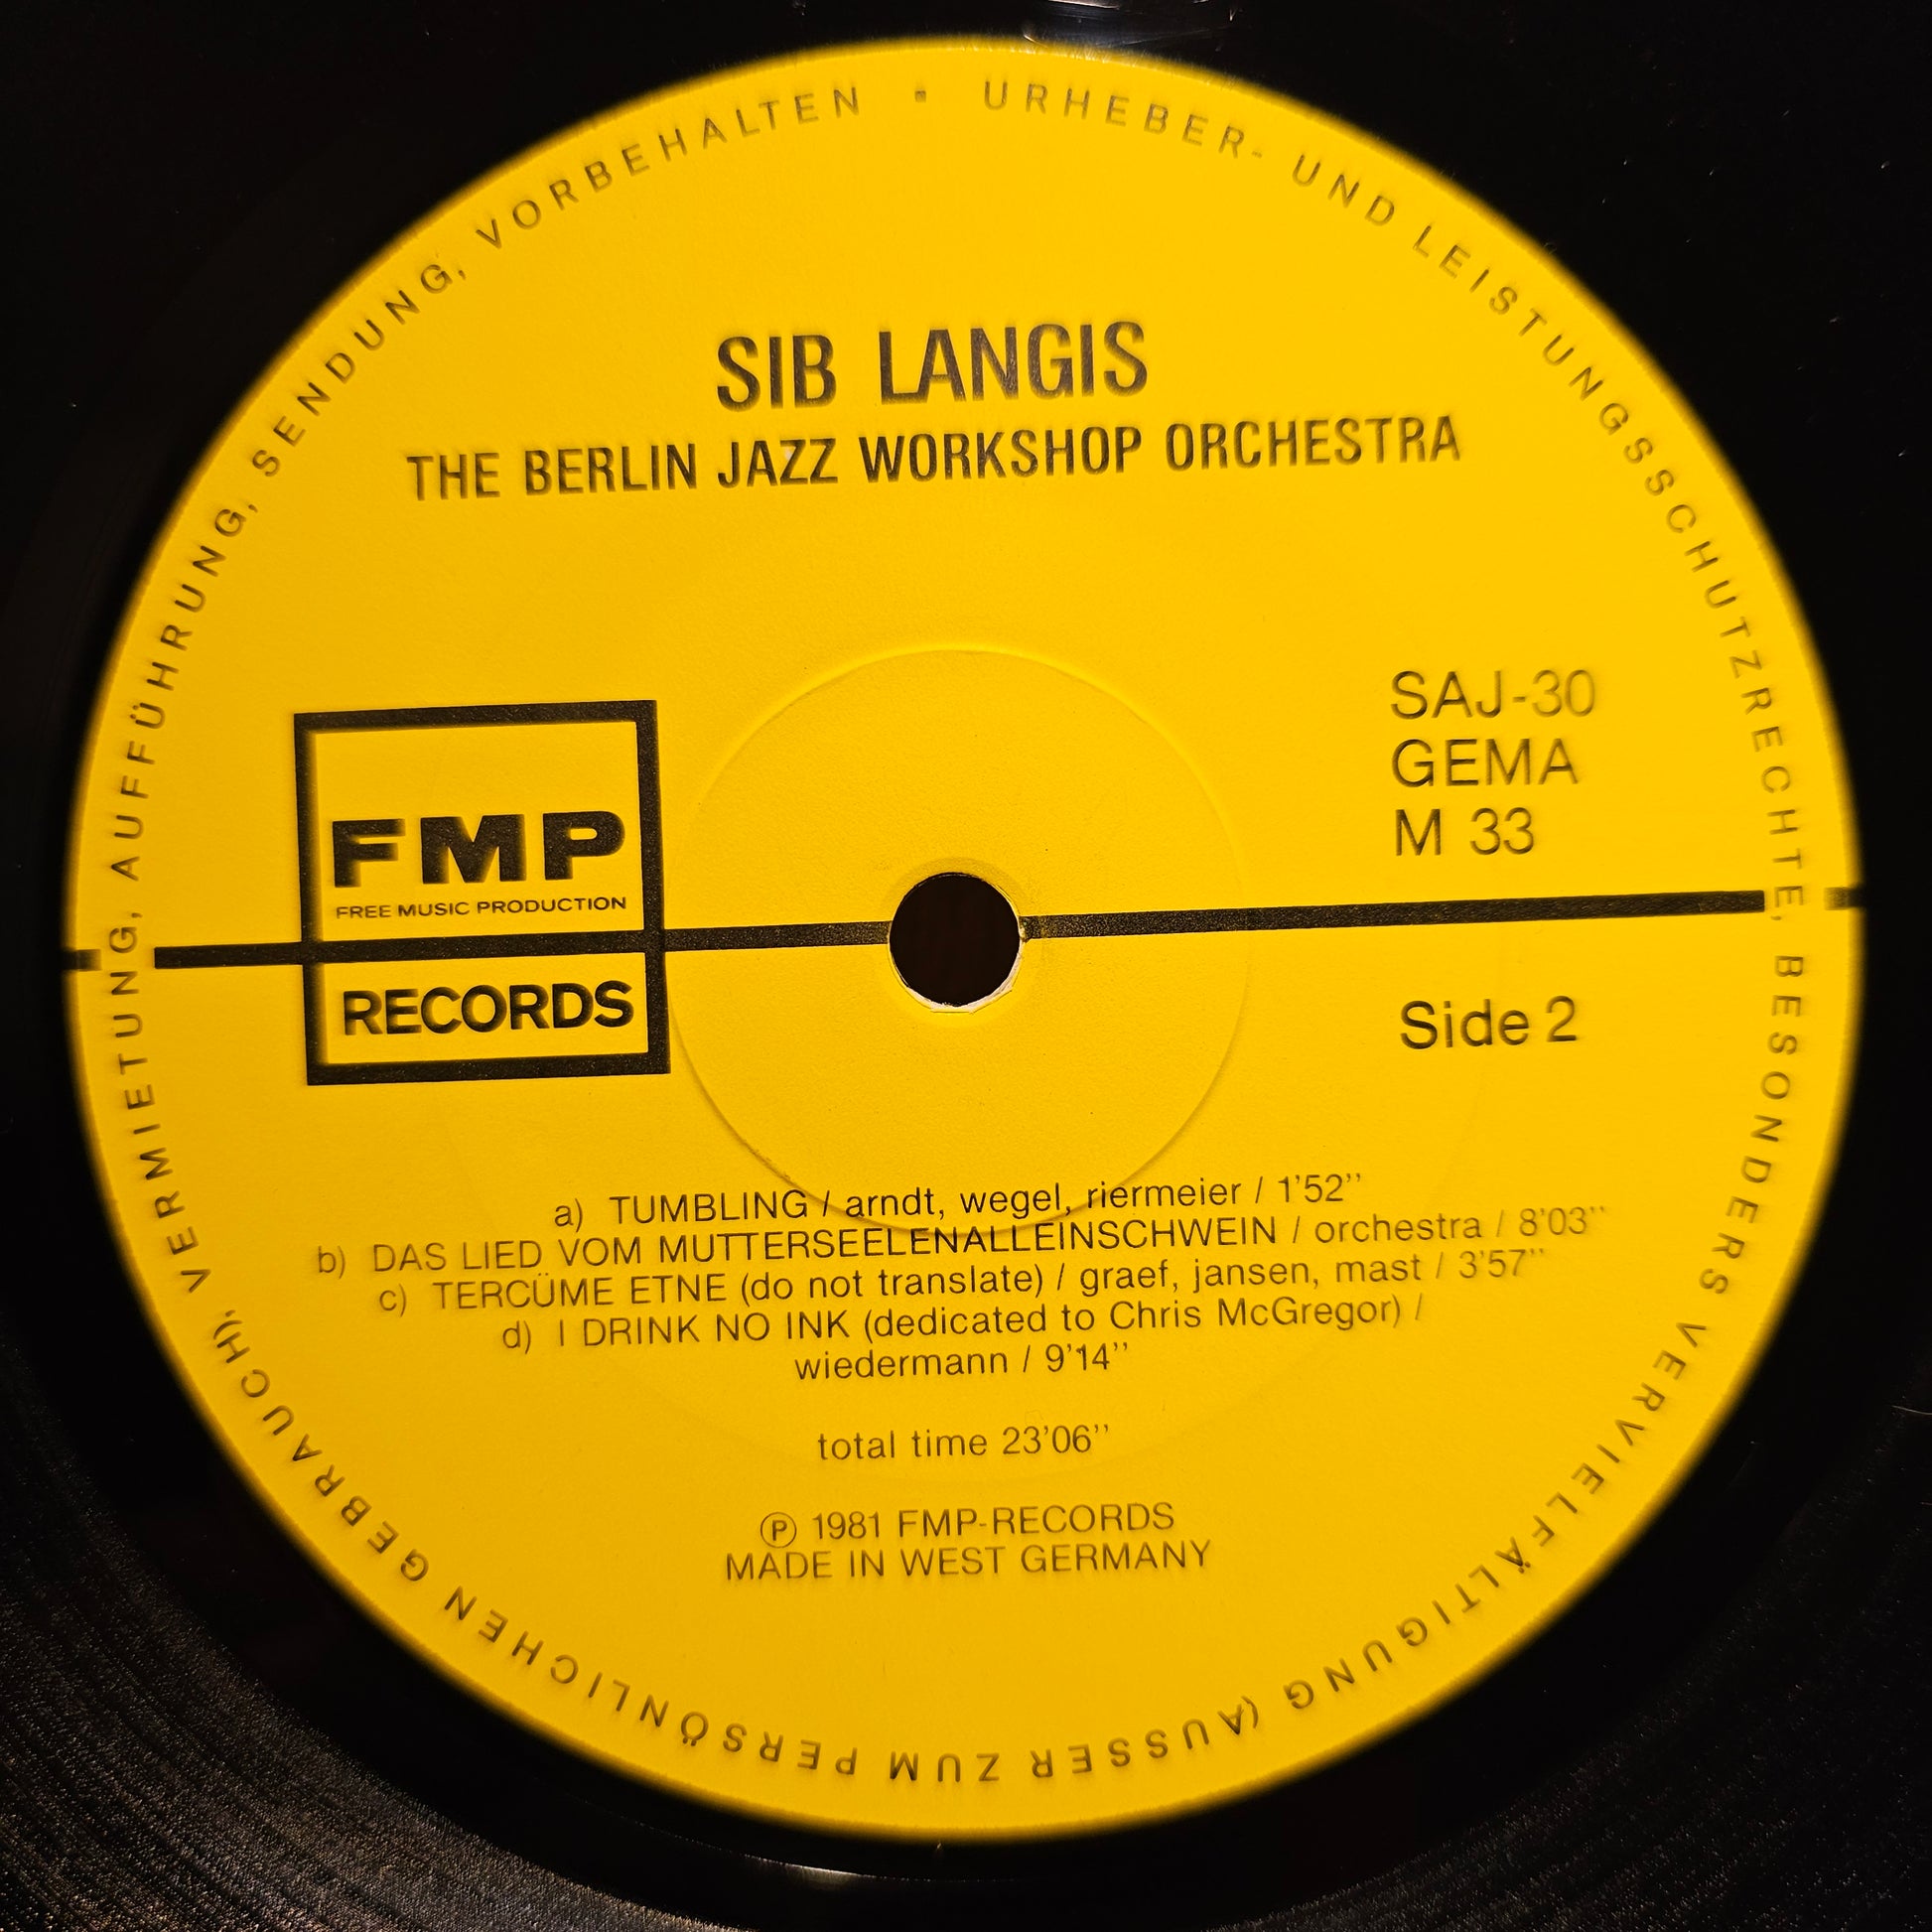 URHEBER- UND LEISTUNGSSCHUTZRECHTE, BESONDERS VERVIELFÄLTIGUNG (AUSSER ZUM PERSÖNLICHEN GEBRAUCH), VERMIETUNG, AUFFÜHRUNG, SENDUNG, VORBEHALTEN •
SIB LANGIS
THE BERLIN JAZZ WORKSHOP ORCHESTRA
SAJ-30
GEMA
M 33
FMP
FREE MUSIC PRODUCTION
RECORDS
Side 2
a) TUMBLING / arndt, wegel, riermeier / 1'52''
b) DAS LIED VOM MUTTERSEELENALLEINSCHWEIN / orchestra / 8'03''
c) TERCÜME ETNE (do not translate) / graef, jansen, mast / 3'57''
d) I DRINK NO INK (dedicated to Chris McGregor) /
wiedermann / 9'14''
total time 23'06''
Ⓟ 1981 FMP-RECORDS
MADE IN WEST GERMANY